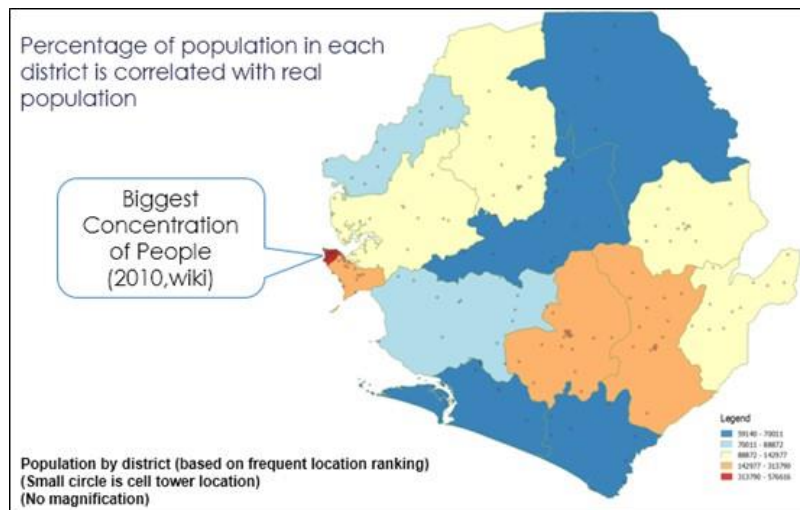 Percentage of population in each
district is correlated with real
population
Biggest
Concentration
of People
(2010,wiki)
Legend
59140 - 70011
70011 - 88872
88872 - 142977
142977 - 313790
313790 - 576616
Population by district (based on frequent location ranking)
(Small circle is cell tower location)
(No magnification)